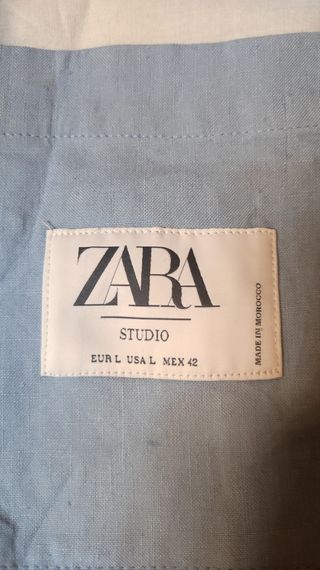 ZARA
STUDIO
EUR L USA L MEX 42
MADE IN MOROCCO